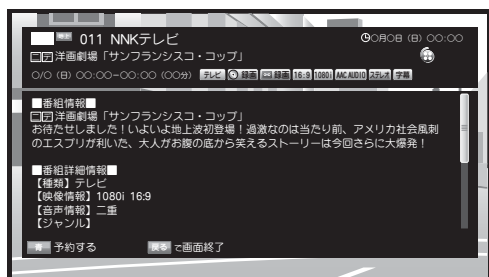 地上 011 NNKテレビ ○月○日 (日) ○○:○○
二字洋画劇場「サンフランシスコ・コップ」
○/○ (日) ○○:○○−○○:○○ (○○分) テレビ 録画 録画 16:9 1080i AAC AUDIO ステレオ 字幕
■番組情報■
二字洋画劇場「サンフランシスコ・コップ」
お待たせしました！いよいよ地上波初登場！過激なのは当たり前、アメリカ社会風刺
のエスプリが利いた、大人がお腹の底から笑えるストーリーは今回さらに大爆発！
■番組詳細情報■
【種類】テレビ
【映像情報】1080i 16:9
【音声情報】二重
【ジャンル】
青 予約する 戻る で画面終了